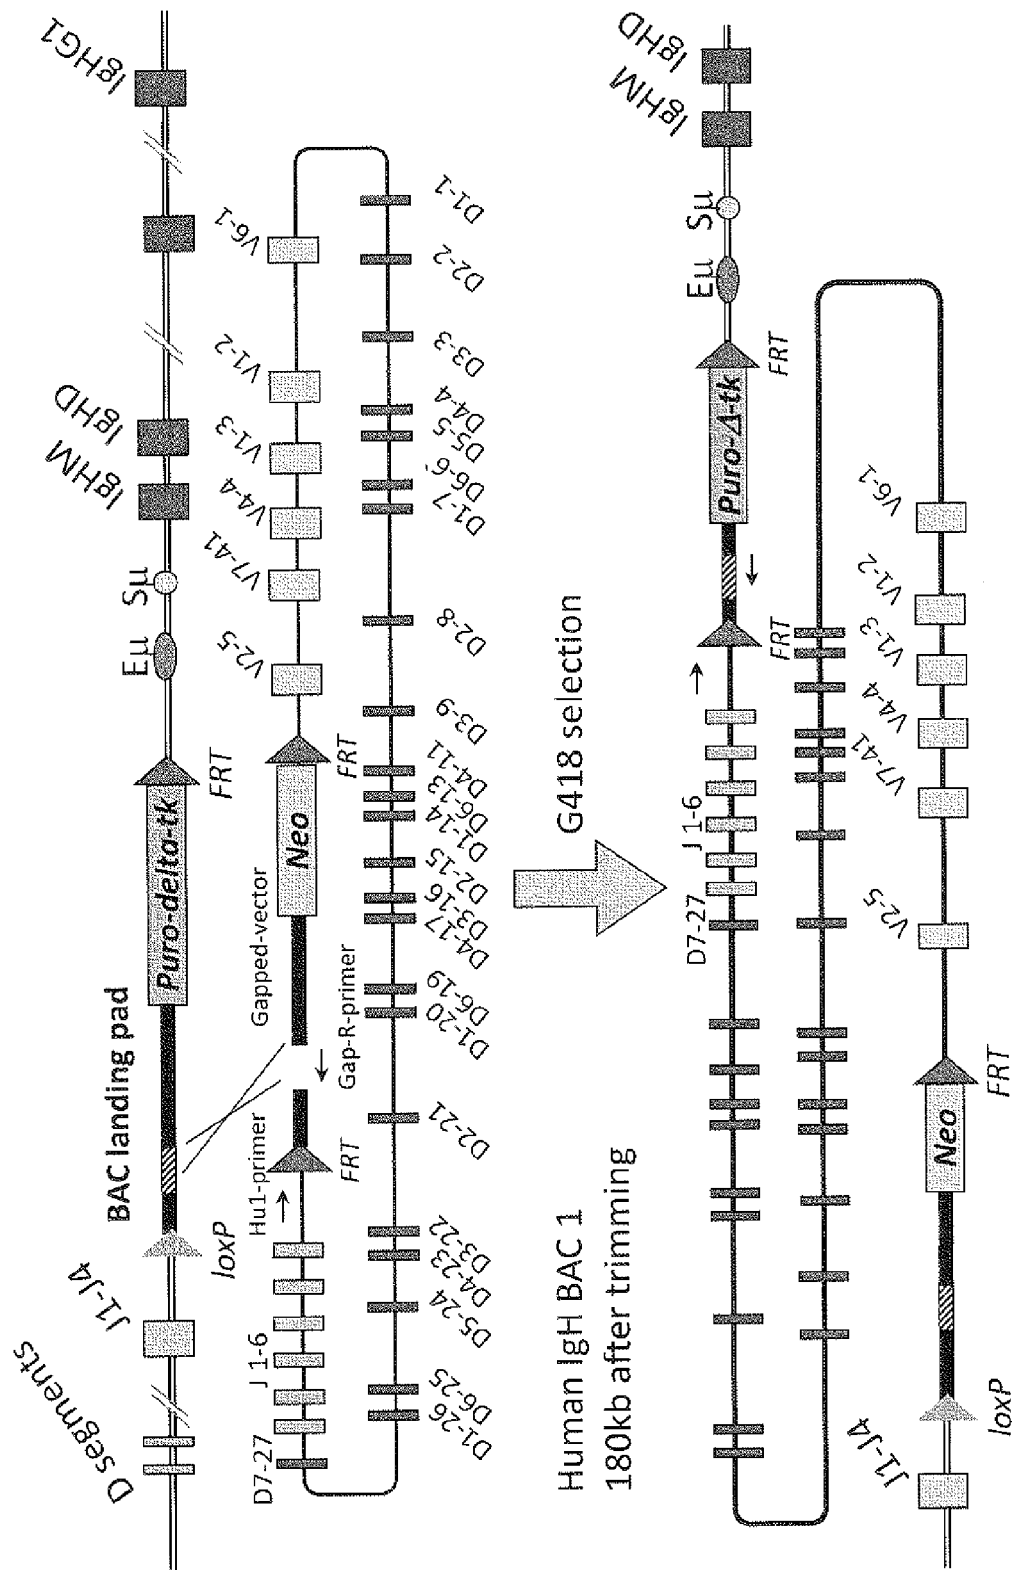 D segments
J1-J4
loxP
BAC landing pad
Puro-delta-tk
FRT
Eμ
Sμ
IgHM
IgHD
IgHG1
D7-27
J 1-6
Hu1-primer
FRT
Gapped-vector
Gap-R-primer
Neo
FRT
V2-5
V7-41
V4-4
V1-3
V1-2
V6-1
D1-26
D6-25
D5-24
D4-23
D3-22
D2-21
D1-20
D6-19
D4-17
D3-16
D2-15
D1-14
D6-13
D4-11
D3-9
D2-8
D1-7
D6-6
D5-5
D4-4
D3-3
D2-2
D1-1
Human IgH BAC 1
180kb after trimming
G418 selection
D7-27
J 1-6
FRT
Puro-Δ-tk
FRT
Eμ
Sμ
IgHM
IgHD
J1-J4
loxP
Neo
FRT
V2-5
V7-41
V4-4
V1-3
V1-2
V6-1